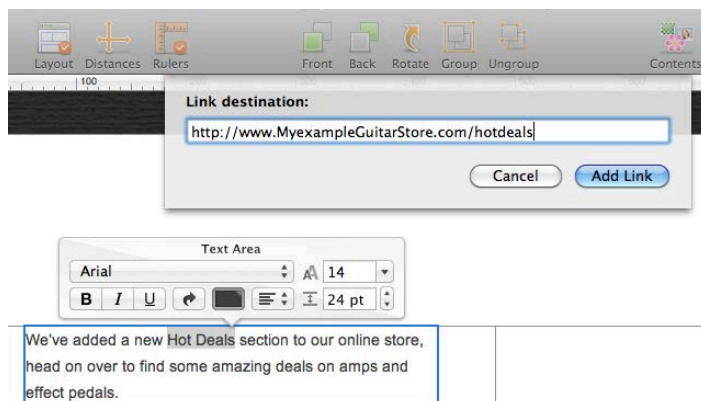 Layout Distances Rulers Front Back Rotate Group Ungroup Contents
100
Link destination:
http://www.MyexampleGuitarStore.com/hotdeals
Cancel Add Link
Text Area
Arial 14
B I U 24 pt
We've added a new Hot Deals section to our online store,
head on over to find some amazing deals on amps and
effect pedals.